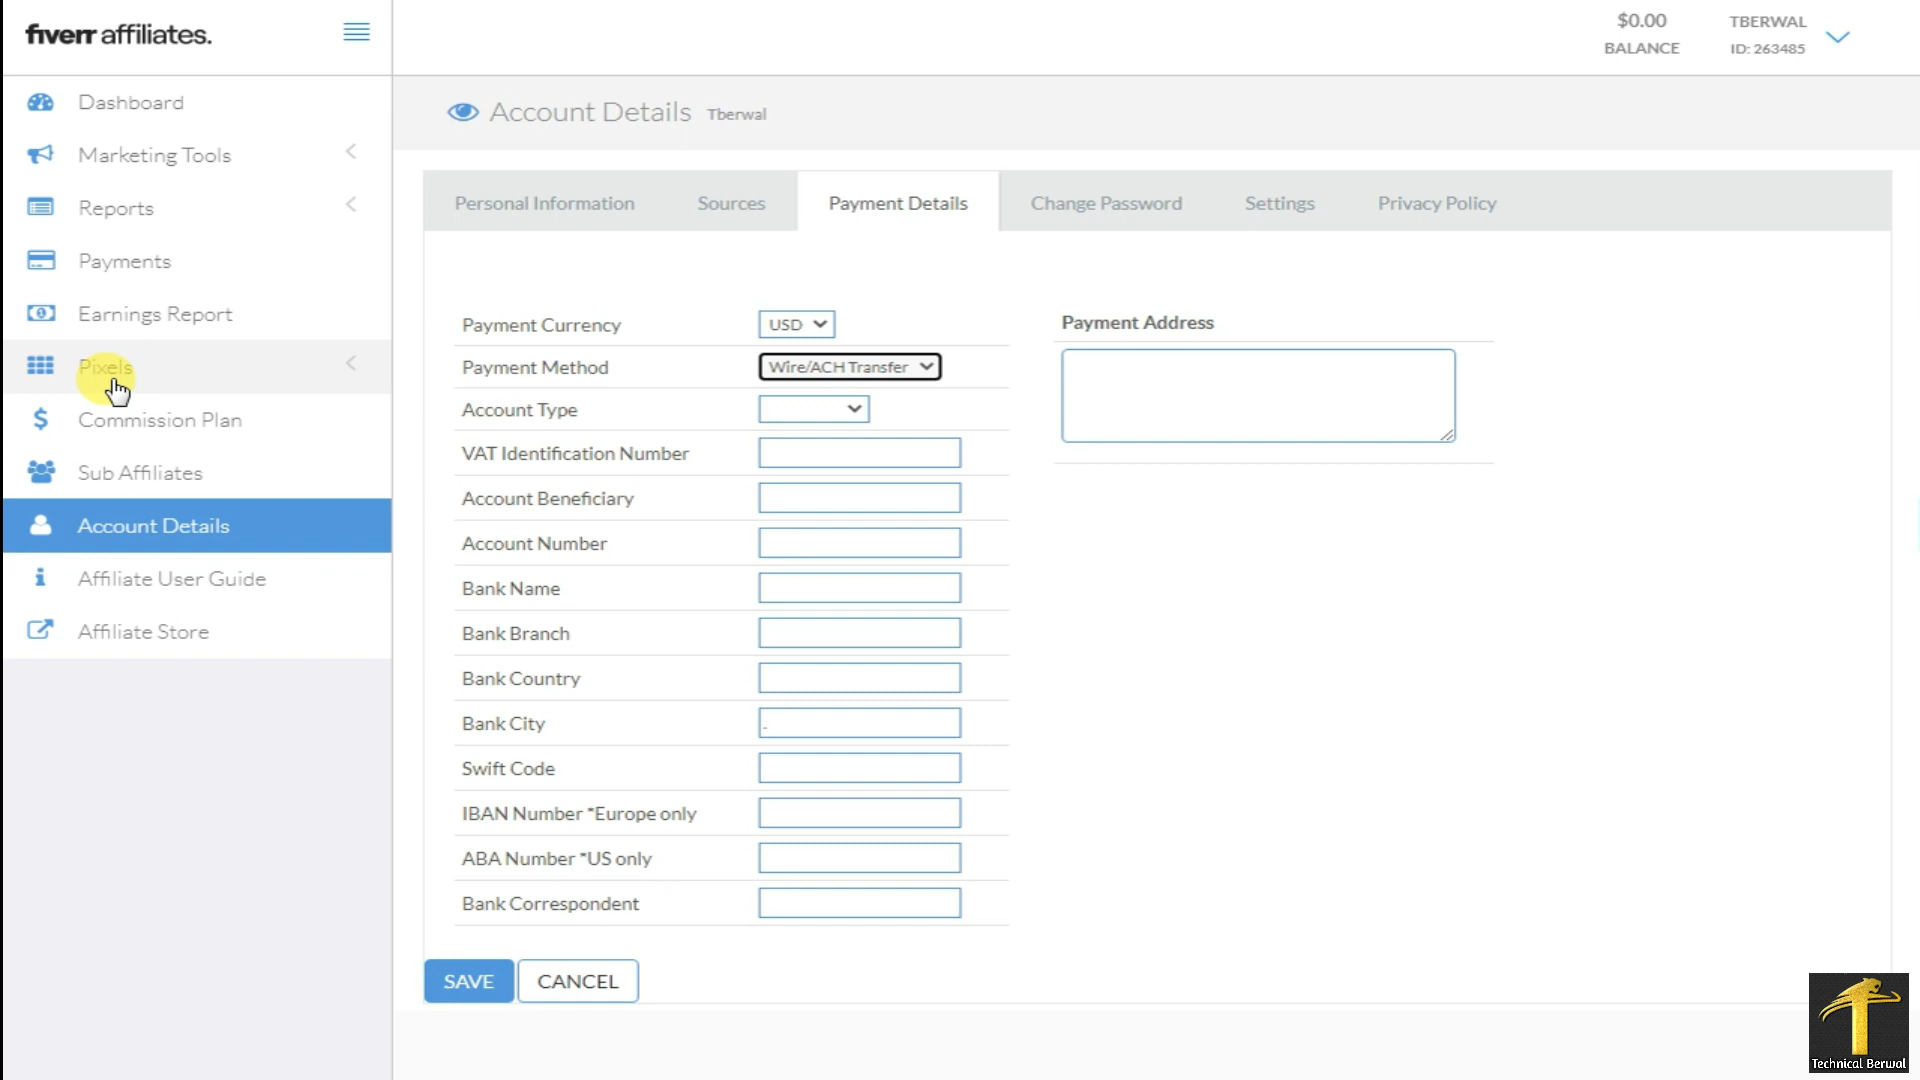 fiverr affiliates.
$0.00
BALANCE
TBERWAL
ID: 263485
Dashboard
Marketing Tools
Reports
Payments
Earnings Report
Pixels
Commission Plan
Sub Affiliates
Account Details
Affiliate User Guide
Affiliate Store
Account Details Tberwal
Personal Information Sources Payment Details Change Password Settings Privacy Policy
Payment Currency USD
Payment Method Wire/ACH Transfer
Account Type
VAT Identification Number
Account Beneficiary
Account Number
Bank Name
Bank Branch
Bank Country
Bank City .
Swift Code
IBAN Number *Europe only
ABA Number *US only
Bank Correspondent
Payment Address
SAVE CANCEL
Technical Berwal